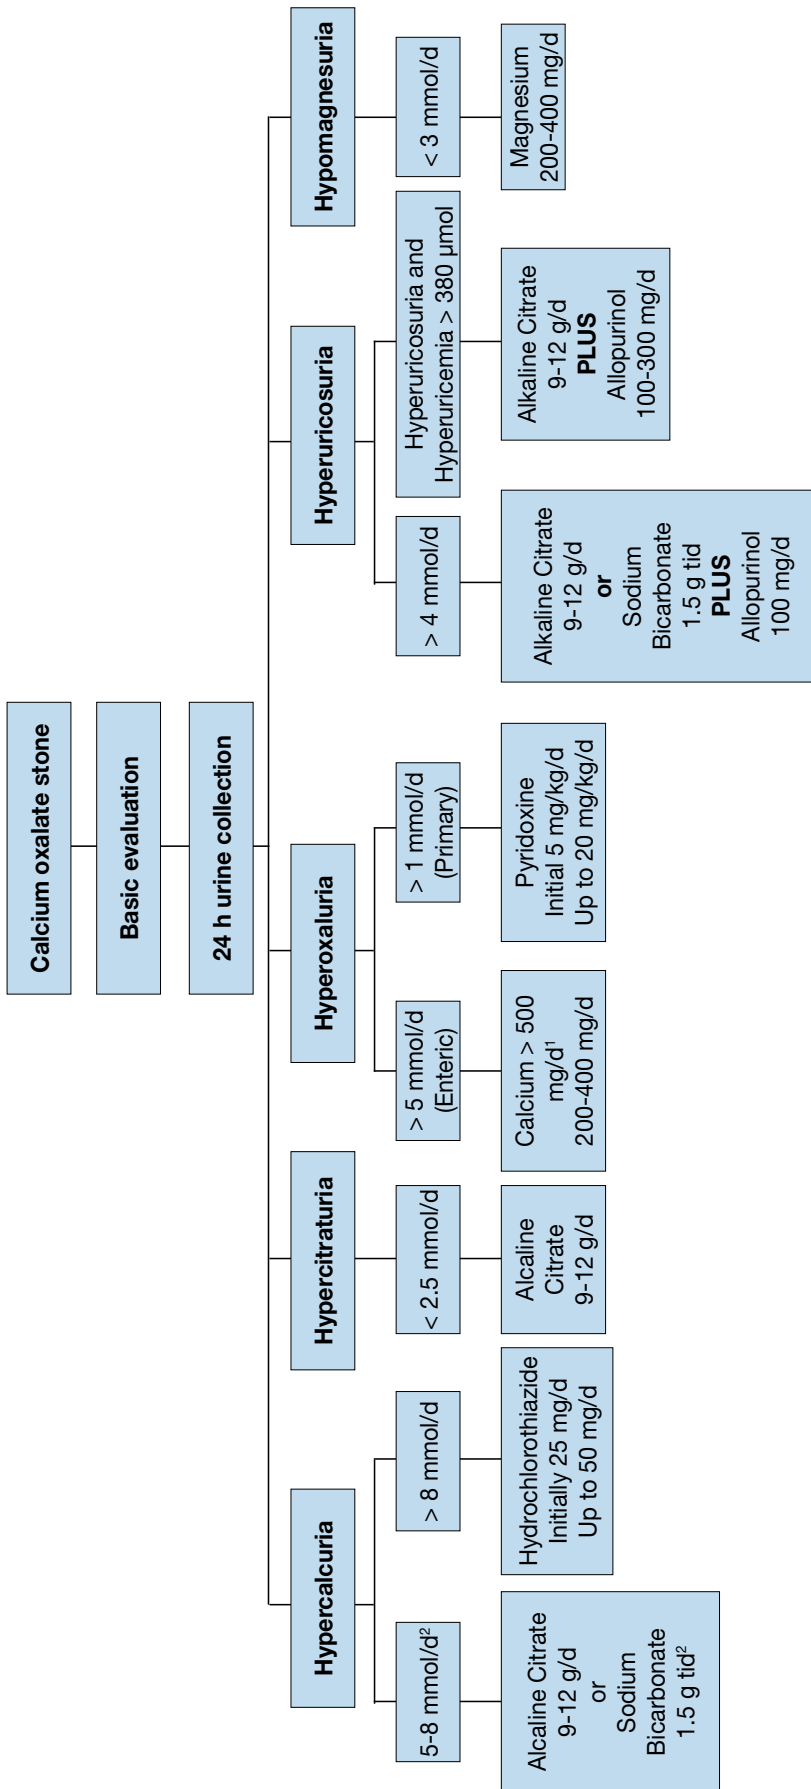 Calcium oxalate stone
Basic evaluation
24 h urine collection
Hypercalcuria
Hypercitraturia
Hyperoxaluria
Hyperuricosuria
Hypomagnesuria
5-8 mmol/d²
> 8 mmol/d
< 2.5 mmol/d
> 5 mmol/d
(Enteric)
> 1 mmol/d
(Primary)
> 4 mmol/d
Hyperuricosuria and
Hyperuricemia > 380 µmol
< 3 mmol/d
Alcaline Citrate
9-12 g/d
or
Sodium
Bicarbonate
1.5 g tid²
Hydrochlorothiazide
Initially 25 mg/d
Up to 50 mg/d
Alcaline
Citrate
9-12 g/d
Calcium > 500
mg/d¹
200-400 mg/d
Pyridoxine
Initial 5 mg/kg/d
Up to 20 mg/kg/d
Alkaline Citrate
9-12 g/d
or
Sodium
Bicarbonate
1.5 g tid
PLUS
Allopurinol
100 mg/d
Alkaline Citrate
9-12 g/d
PLUS
Allopurinol
100-300 mg/d
Magnesium
200-400 mg/d